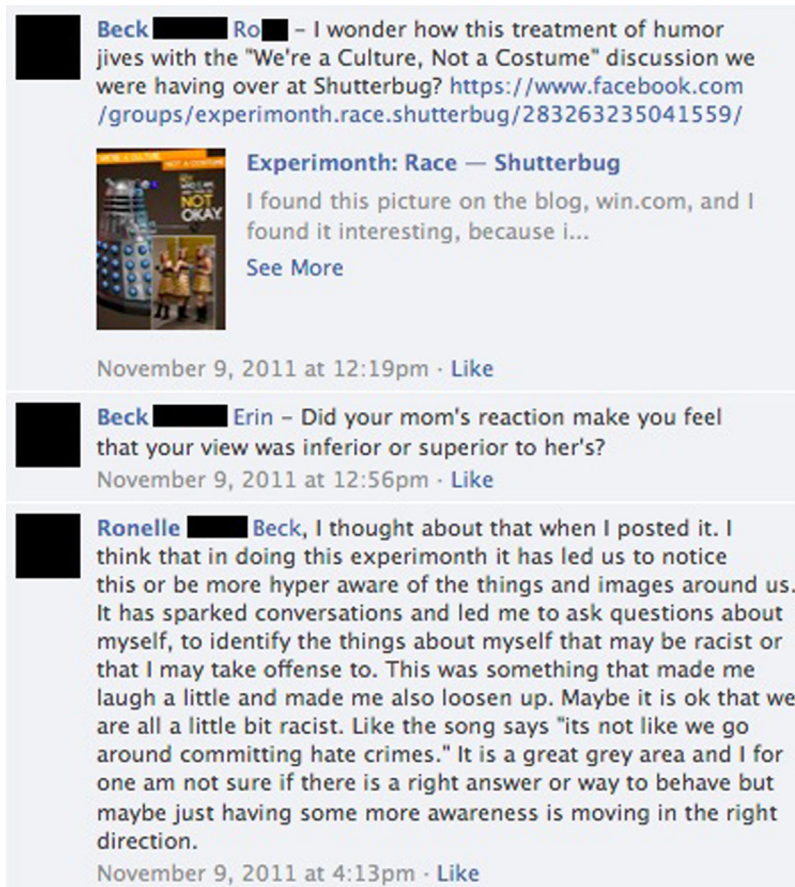 Beck Ro – I wonder how this treatment of humor
jives with the "We're a Culture, Not a Costume" discussion we
were having over at Shutterbug? https://www.facebook.com
/groups/experimonth.race.shutterbug/283263235041559/
WE'RE A CULTURE
NOT A COSTUME
NOT
OKAY.
Experimonth: Race — Shutterbug
I found this picture on the blog, win.com, and I
found it interesting, because i...
See More
November 9, 2011 at 12:19pm · Like
Beck Erin – Did your mom's reaction make you feel
that your view was inferior or superior to her's?
November 9, 2011 at 12:56pm · Like
Ronelle Beck, I thought about that when I posted it. I
think that in doing this experimonth it has led us to notice
this or be more hyper aware of the things and images around us.
It has sparked conversations and led me to ask questions about
myself, to identify the things about myself that may be racist or
that I may take offense to. This was something that made me
laugh a little and made me also loosen up. Maybe it is ok that we
are all a little bit racist. Like the song says "its not like we go
around committing hate crimes." It is a great grey area and I for
one am not sure if there is a right answer or way to behave but
maybe just having some more awareness is moving in the right
direction.
November 9, 2011 at 4:13pm · Like